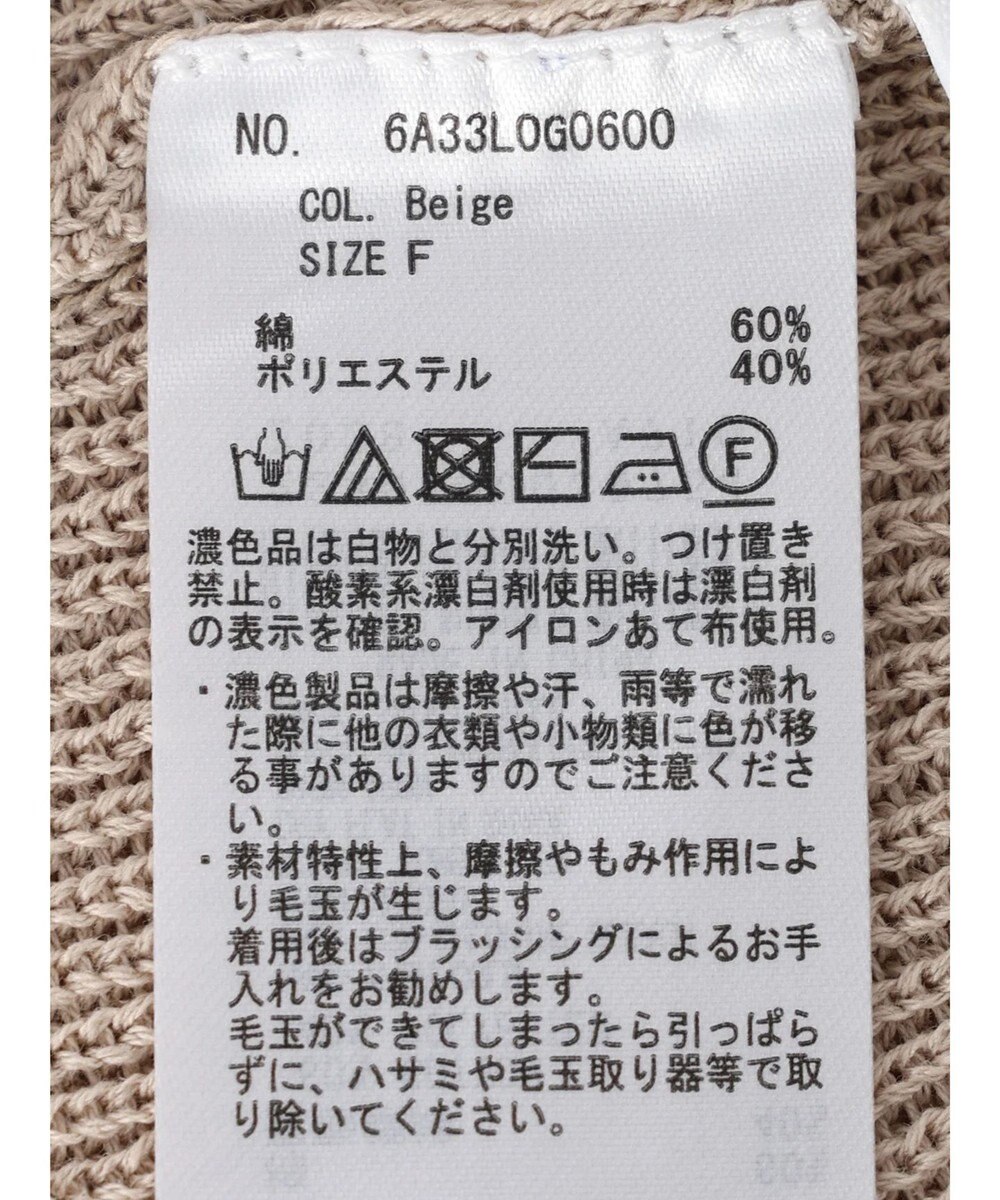 NO. 6A33L0G0600
COL. Beige
SIZE F
綿 60%
ポリエステル 40%
F
濃色品は白物と分別洗い。つけ置き
禁止。酸素系漂白剤使用時は漂白剤
の表示を確認。アイロンあて布使用。
・濃色製品は摩擦や汗、雨等で濡れ
た際に他の衣類や小物類に色が移
る事がありますのでご注意くださ
い。
・素材特性上、摩擦やもみ作用によ
り毛玉が生じます。
着用後はブラッシングによるお手
入れをお勧めします。
毛玉ができてしまったら引っぱら
ずに、ハサミや毛玉取り器等で取
り除いてください。